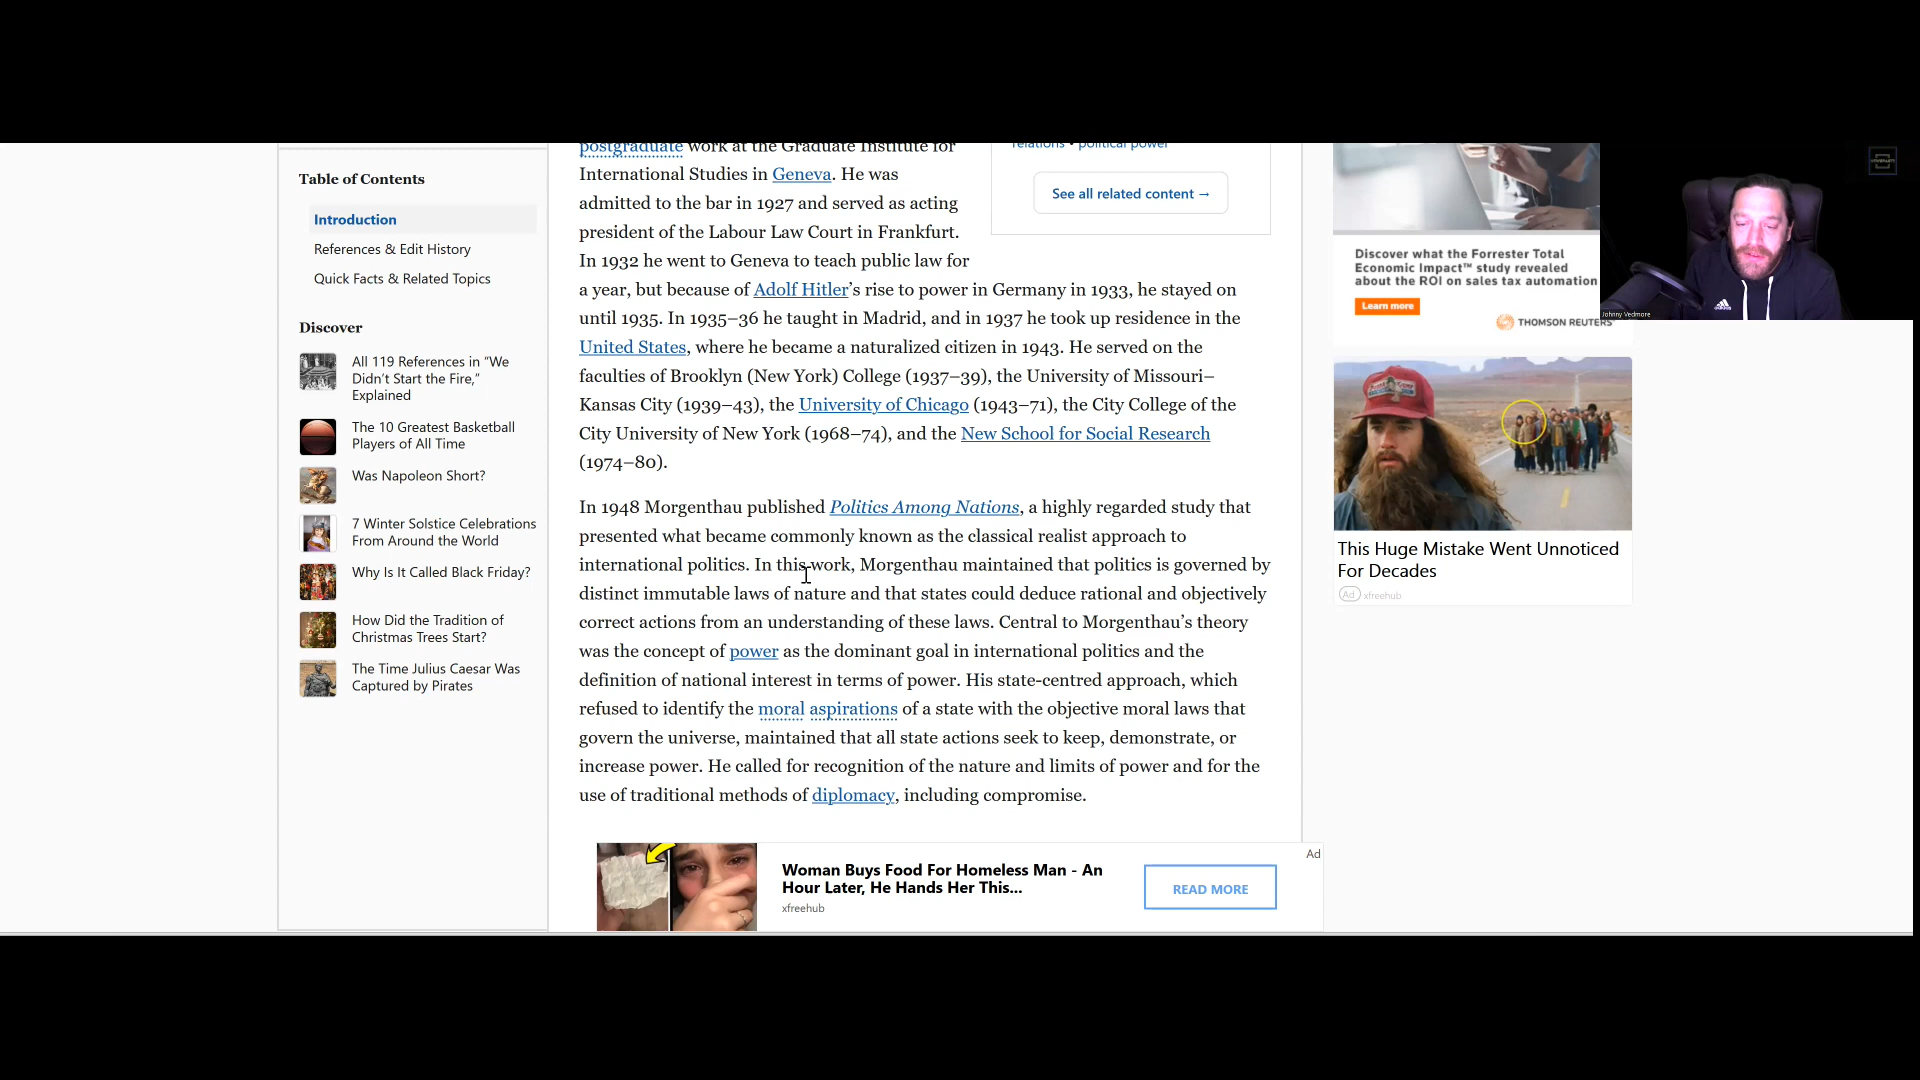 Table of Contents
Introduction
References & Edit History
Quick Facts & Related Topics
Discover
All 119 References in “We
Didn’t Start the Fire,”
Explained
The 10 Greatest Basketball
Players of All Time
Was Napoleon Short?
7 Winter Solstice Celebrations
From Around the World
Why Is It Called Black Friday?
How Did the Tradition of
Christmas Trees Start?
The Time Julius Caesar Was
Captured by Pirates
postgraduate work at the Graduate Institute for
International Studies in Geneva. He was
admitted to the bar in 1927 and served as acting
president of the Labour Law Court in Frankfurt.
In 1932 he went to Geneva to teach public law for
a year, but because of Adolf Hitler’s rise to power in Germany in 1933, he stayed on
until 1935. In 1935–36 he taught in Madrid, and in 1937 he took up residence in the
United States, where he became a naturalized citizen in 1943. He served on the
faculties of Brooklyn (New York) College (1937–39), the University of Missouri–
Kansas City (1939–43), the University of Chicago (1943–71), the City College of the
City University of New York (1968–74), and the New School for Social Research
(1974–80).
In 1948 Morgenthau published Politics Among Nations, a highly regarded study that
presented what became commonly known as the classical realist approach to
international politics. In this work, Morgenthau maintained that politics is governed by
distinct immutable laws of nature and that states could deduce rational and objectively
correct actions from an understanding of these laws. Central to Morgenthau’s theory
was the concept of power as the dominant goal in international politics and the
definition of national interest in terms of power. His state-centred approach, which
refused to identify the moral aspirations of a state with the objective moral laws that
govern the universe, maintained that all state actions seek to keep, demonstrate, or
increase power. He called for recognition of the nature and limits of power and for the
use of traditional methods of diplomacy, including compromise.
relations • political power
See all related content →
Discover what the Forrester Total
Economic Impact™ study revealed
about the ROI on sales tax automation
Learn more
THOMSON REUTERS
Johnny Vedmore
This Huge Mistake Went Unnoticed
For Decades
Ad xfreehub
Ad
Woman Buys Food For Homeless Man - An
Hour Later, He Hands Her This...
xfreehub
READ MORE